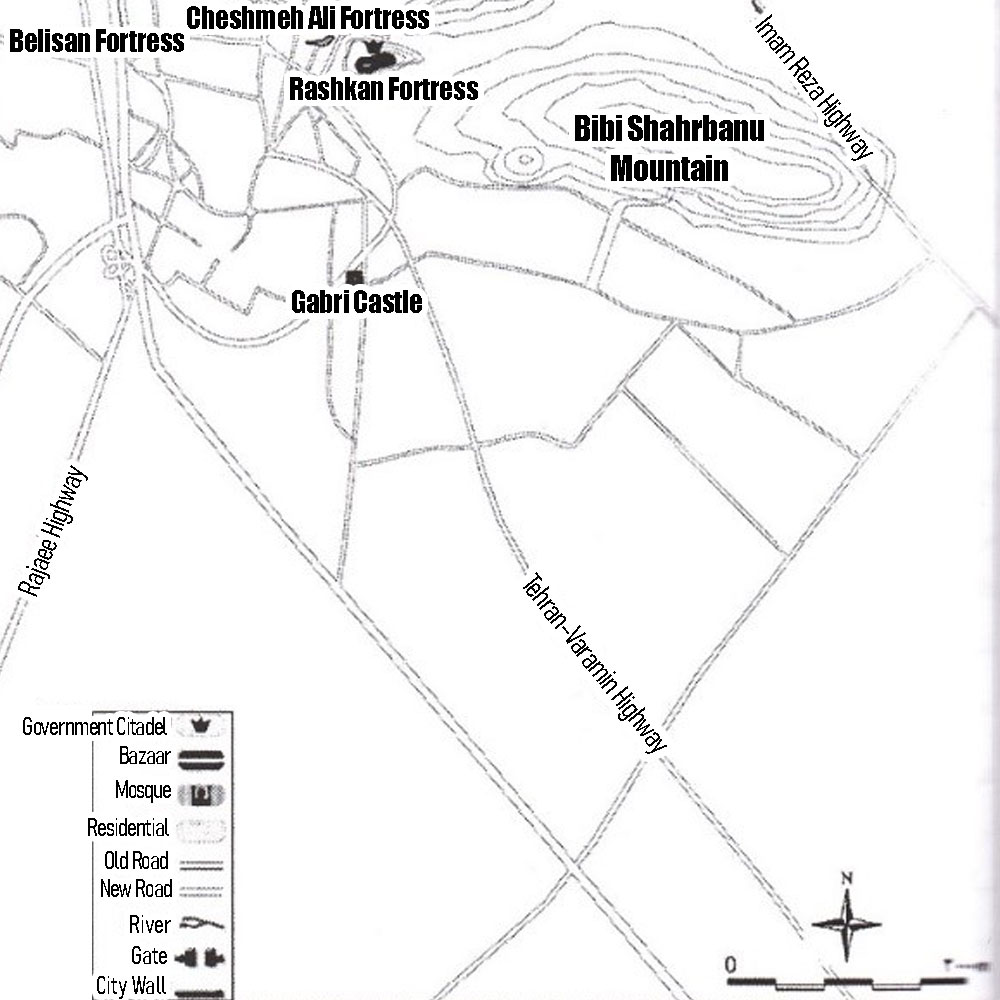 Cheshmeh Ali Fortress
Belisan Fortress
Rashkan Fortress
Imam Reza Highway
Bibi Shahrbanu
Mountain
Gabri Castle
Rajaee Highway
Tehran-Varamin Highway
Government Citadel
Bazaar
Mosque
Residential
Old Road
New Road
River
Gate
City Wall
N
0